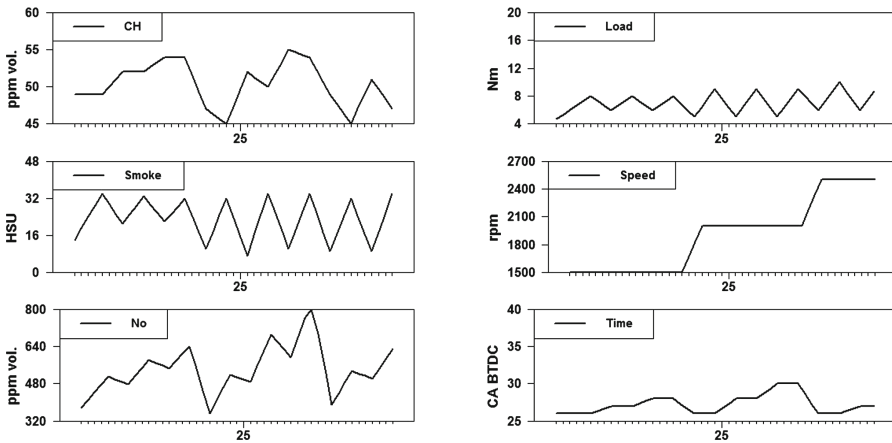 60
55
50
45
ppm vol.
CH
25
20
16
12
8
4
Nm
Load
25
48
32
16
0
HSU
Smoke
25
2700
2400
2100
1800
1500
rpm
Speed
25
800
640
480
320
ppm vol.
No
25
40
35
30
25
CA BTDC
Time
25